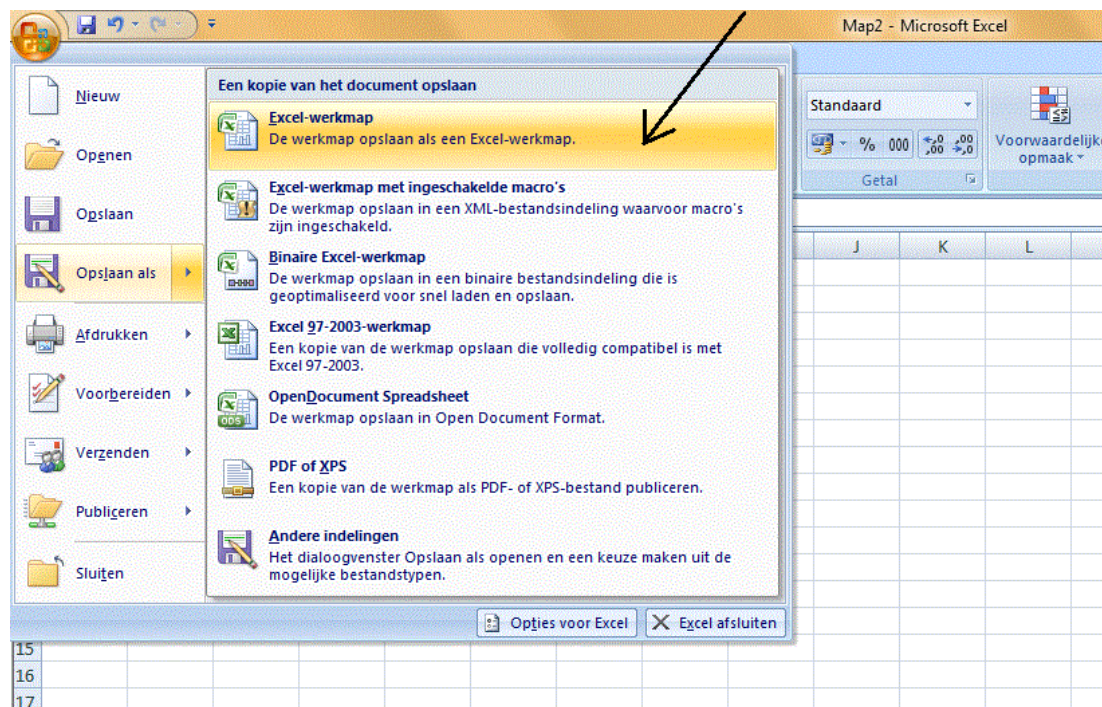 Map2 - Microsoft Excel
Nieuw
Openen
Opslaan
Opslaan als
Afdrukken
Voorbereiden
Verzenden
Publiceren
Sluiten
Een kopie van het document opslaan
Excel-werkmap
De werkmap opslaan als een Excel-werkmap.
Excel-werkmap met ingeschakelde macro's
De werkmap opslaan in een XML-bestandsindeling waarvoor macro's
zijn ingeschakeld.
Binaire Excel-werkmap
De werkmap opslaan in een binaire bestandsindeling die is
geoptimaliseerd voor snel laden en opslaan.
Excel 97-2003-werkmap
Een kopie van de werkmap opslaan die volledig compatibel is met
Excel 97-2003.
OpenDocument Spreadsheet
De werkmap opslaan in Open Document Format.
ODS
PDF of XPS
Een kopie van de werkmap als PDF- of XPS-bestand publiceren.
Andere indelingen
Het dialoogvenster Opslaan als openen en een keuze maken uit de
mogelijke bestandstypen.
Opties voor Excel
Excel afsluiten
Standaard
% 000 ,0 ,00 ,00 ,0
Getal
Voorwaardelijke
opmaak
J K L
15
16
17